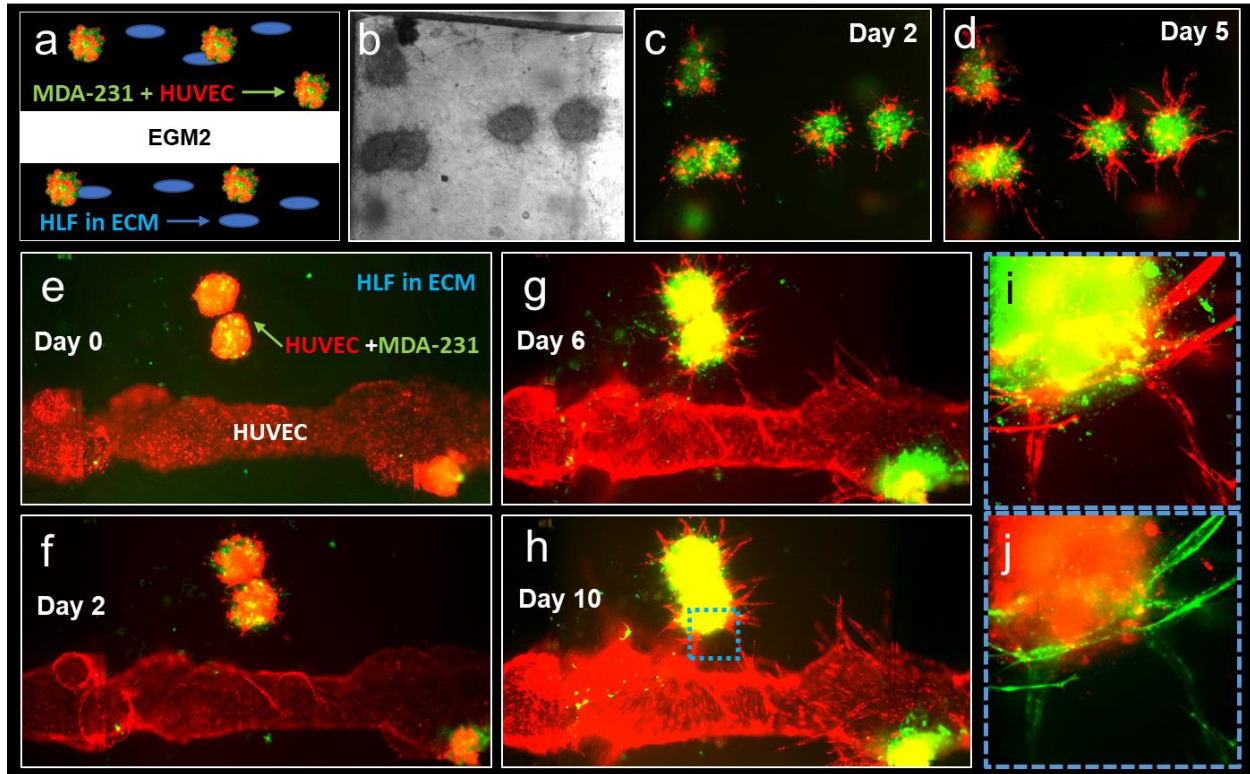 a
MDA-231 + HUVEC
EGM2
HLF in ECM
b
c
Day 2
d
Day 5
e
HLF in ECM
Day 0
HUVEC +MDA-231
HUVEC
g
Day 6
i
f
Day 2
h
Day 10
j